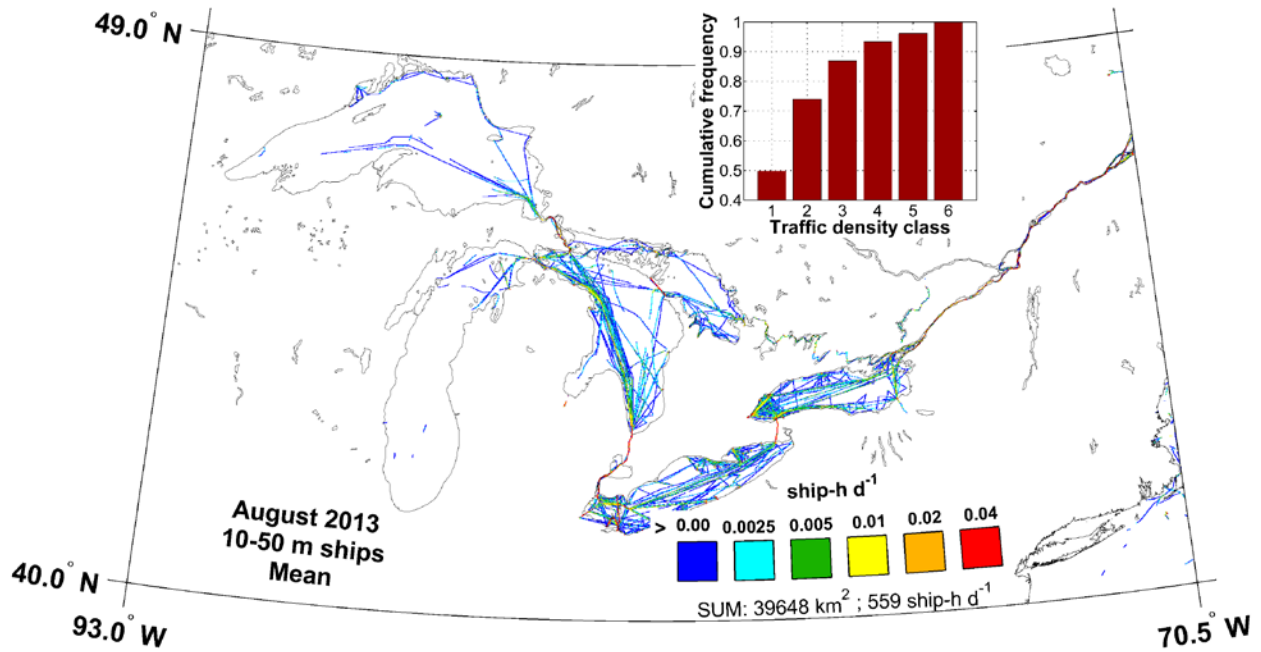 49.0° N
1
0.9
0.8
0.7
0.6
0.5
0.4
Cumulative frequency
1 2 3 4 5 6
Traffic density class
August 2013
10-50 m ships
Mean
ship-h d⁻¹
> 0.00 0.0025 0.005 0.01 0.02 0.04
SUM: 39648 km² ; 559 ship-h d⁻¹
40.0° N
93.0° W
70.5° W